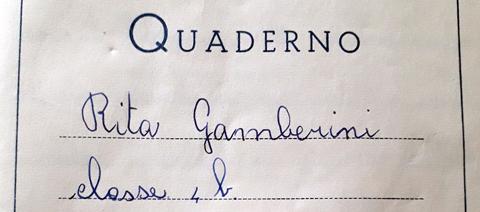 QUADERNO
Rita Gamberini
classe 4 b.